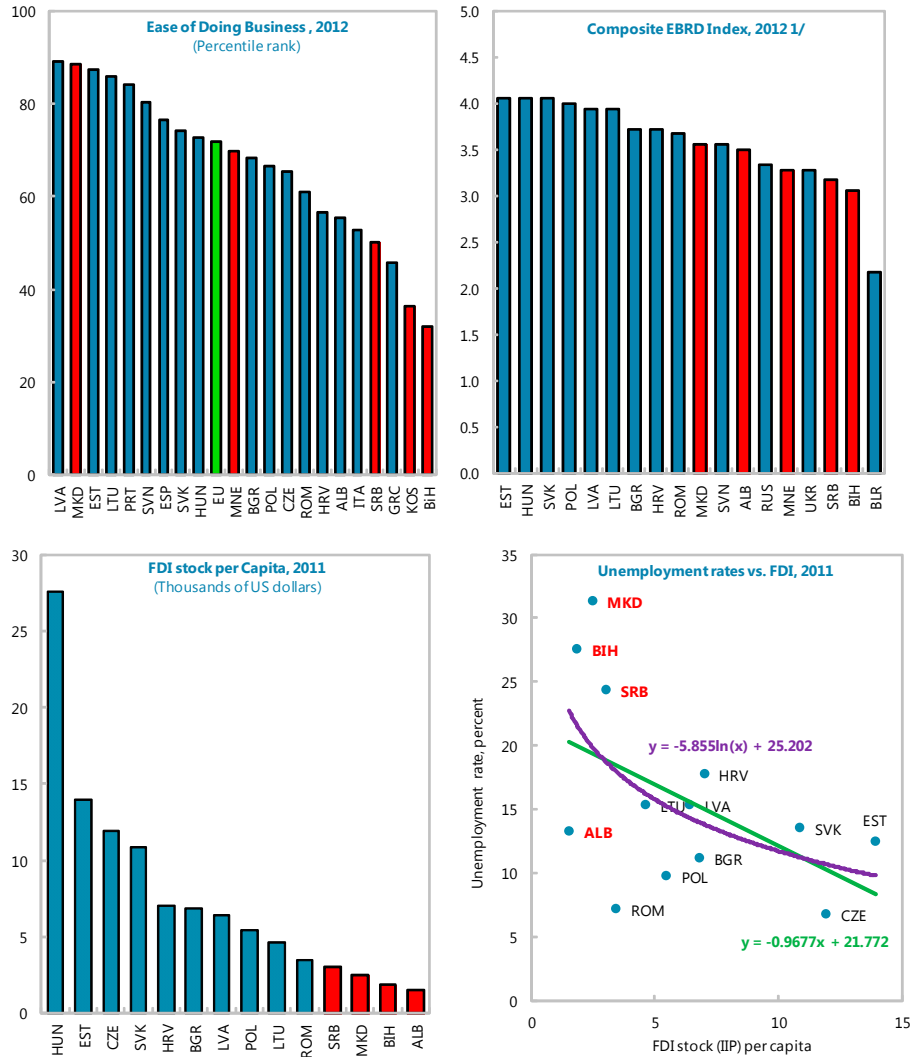 Ease of Doing Business , 2012
(Percentile rank)
100
80
60
40
20
0
LVA MKD EST LTU PRT SVN ESP SVK HUN EU MNE BGR POL CZE ROM HRV ALB ITA SRB GRC KOS BIH
Composite EBRD Index, 2012 1/
5.0
4.5
4.0
3.5
3.0
2.5
2.0
1.5
1.0
0.5
0.0
EST HUN SVK POL LVA LTU BGR HRV ROM MKD SVN ALB RUS MNE UKR SRB BIH BLR
FDI stock per Capita, 2011
(Thousands of US dollars)
30
25
20
15
10
5
0
HUN EST CZE SVK HRV BGR LVA POL LTU ROM SRB MKD BIH ALB
Unemployment rates vs. FDI, 2011
Unemployment rate, percent
35
30
25
20
15
10
5
0
MKD
BIH
SRB
y = -5.855ln(x) + 25.202
HRV
LTU LVA
EST
SVK
ALB
BGR
POL
ROM
CZE
y = -0.9677x + 21.772
0 5 10 15
FDI stock (IIP) per capita